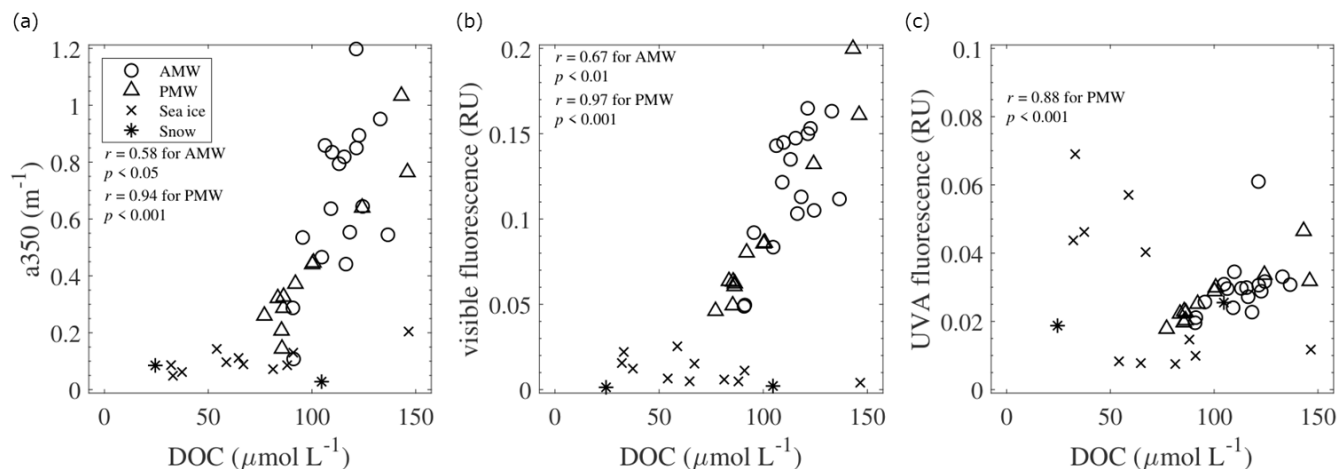 (a)
1.2
1
0.8
0.6
0.4
0.2
0
a350 (m⁻¹)
AMW
PMW
Sea ice
Snow
r = 0.58 for AMW
p < 0.05
r = 0.94 for PMW
p < 0.001
0 50 100 150
DOC (μmol L⁻¹)
(b)
0.2
0.15
0.1
0.05
0
visible fluorescence (RU)
r = 0.67 for AMW
p < 0.01
r = 0.97 for PMW
p < 0.001
0 50 100 150
DOC (μmol L⁻¹)
(c)
0.1
0.08
0.06
0.04
0.02
0
UVA fluorescence (RU)
r = 0.88 for PMW
p < 0.001
0 50 100 150
DOC (μmol L⁻¹)